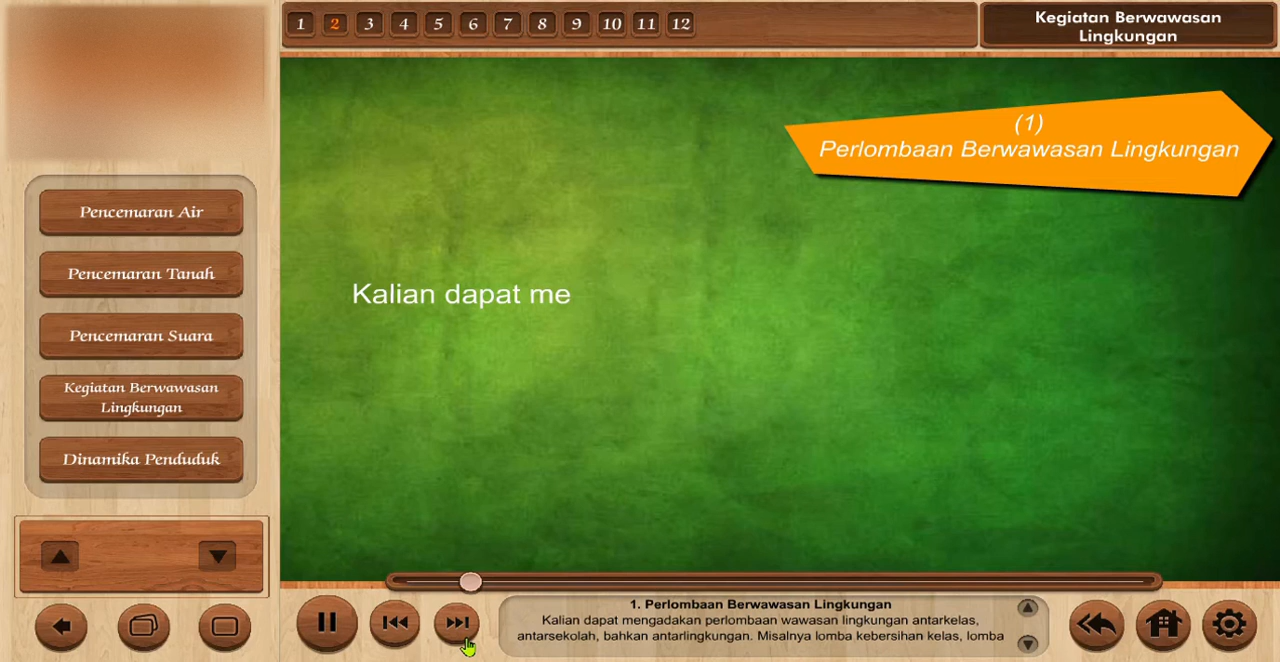 1 2 3 4 5 6 7 8 9 10 11 12
Kegiatan Berwawasan
Lingkungan
(1)
Perlombaan Berwawasan Lingkungan
Pencemaran Air
Pencemaran Tanah
Pencemaran Suara
Kegiatan Berwawasan
Lingkungan
Dinamika Penduduk
Kalian dapat me
1. Perlombaan Berwawasan Lingkungan
Kalian dapat mengadakan perlombaan wawasan lingkungan antarkelas,
antarsekolah, bahkan antarlingkungan. Misalnya lomba kebersihan kelas, lomba